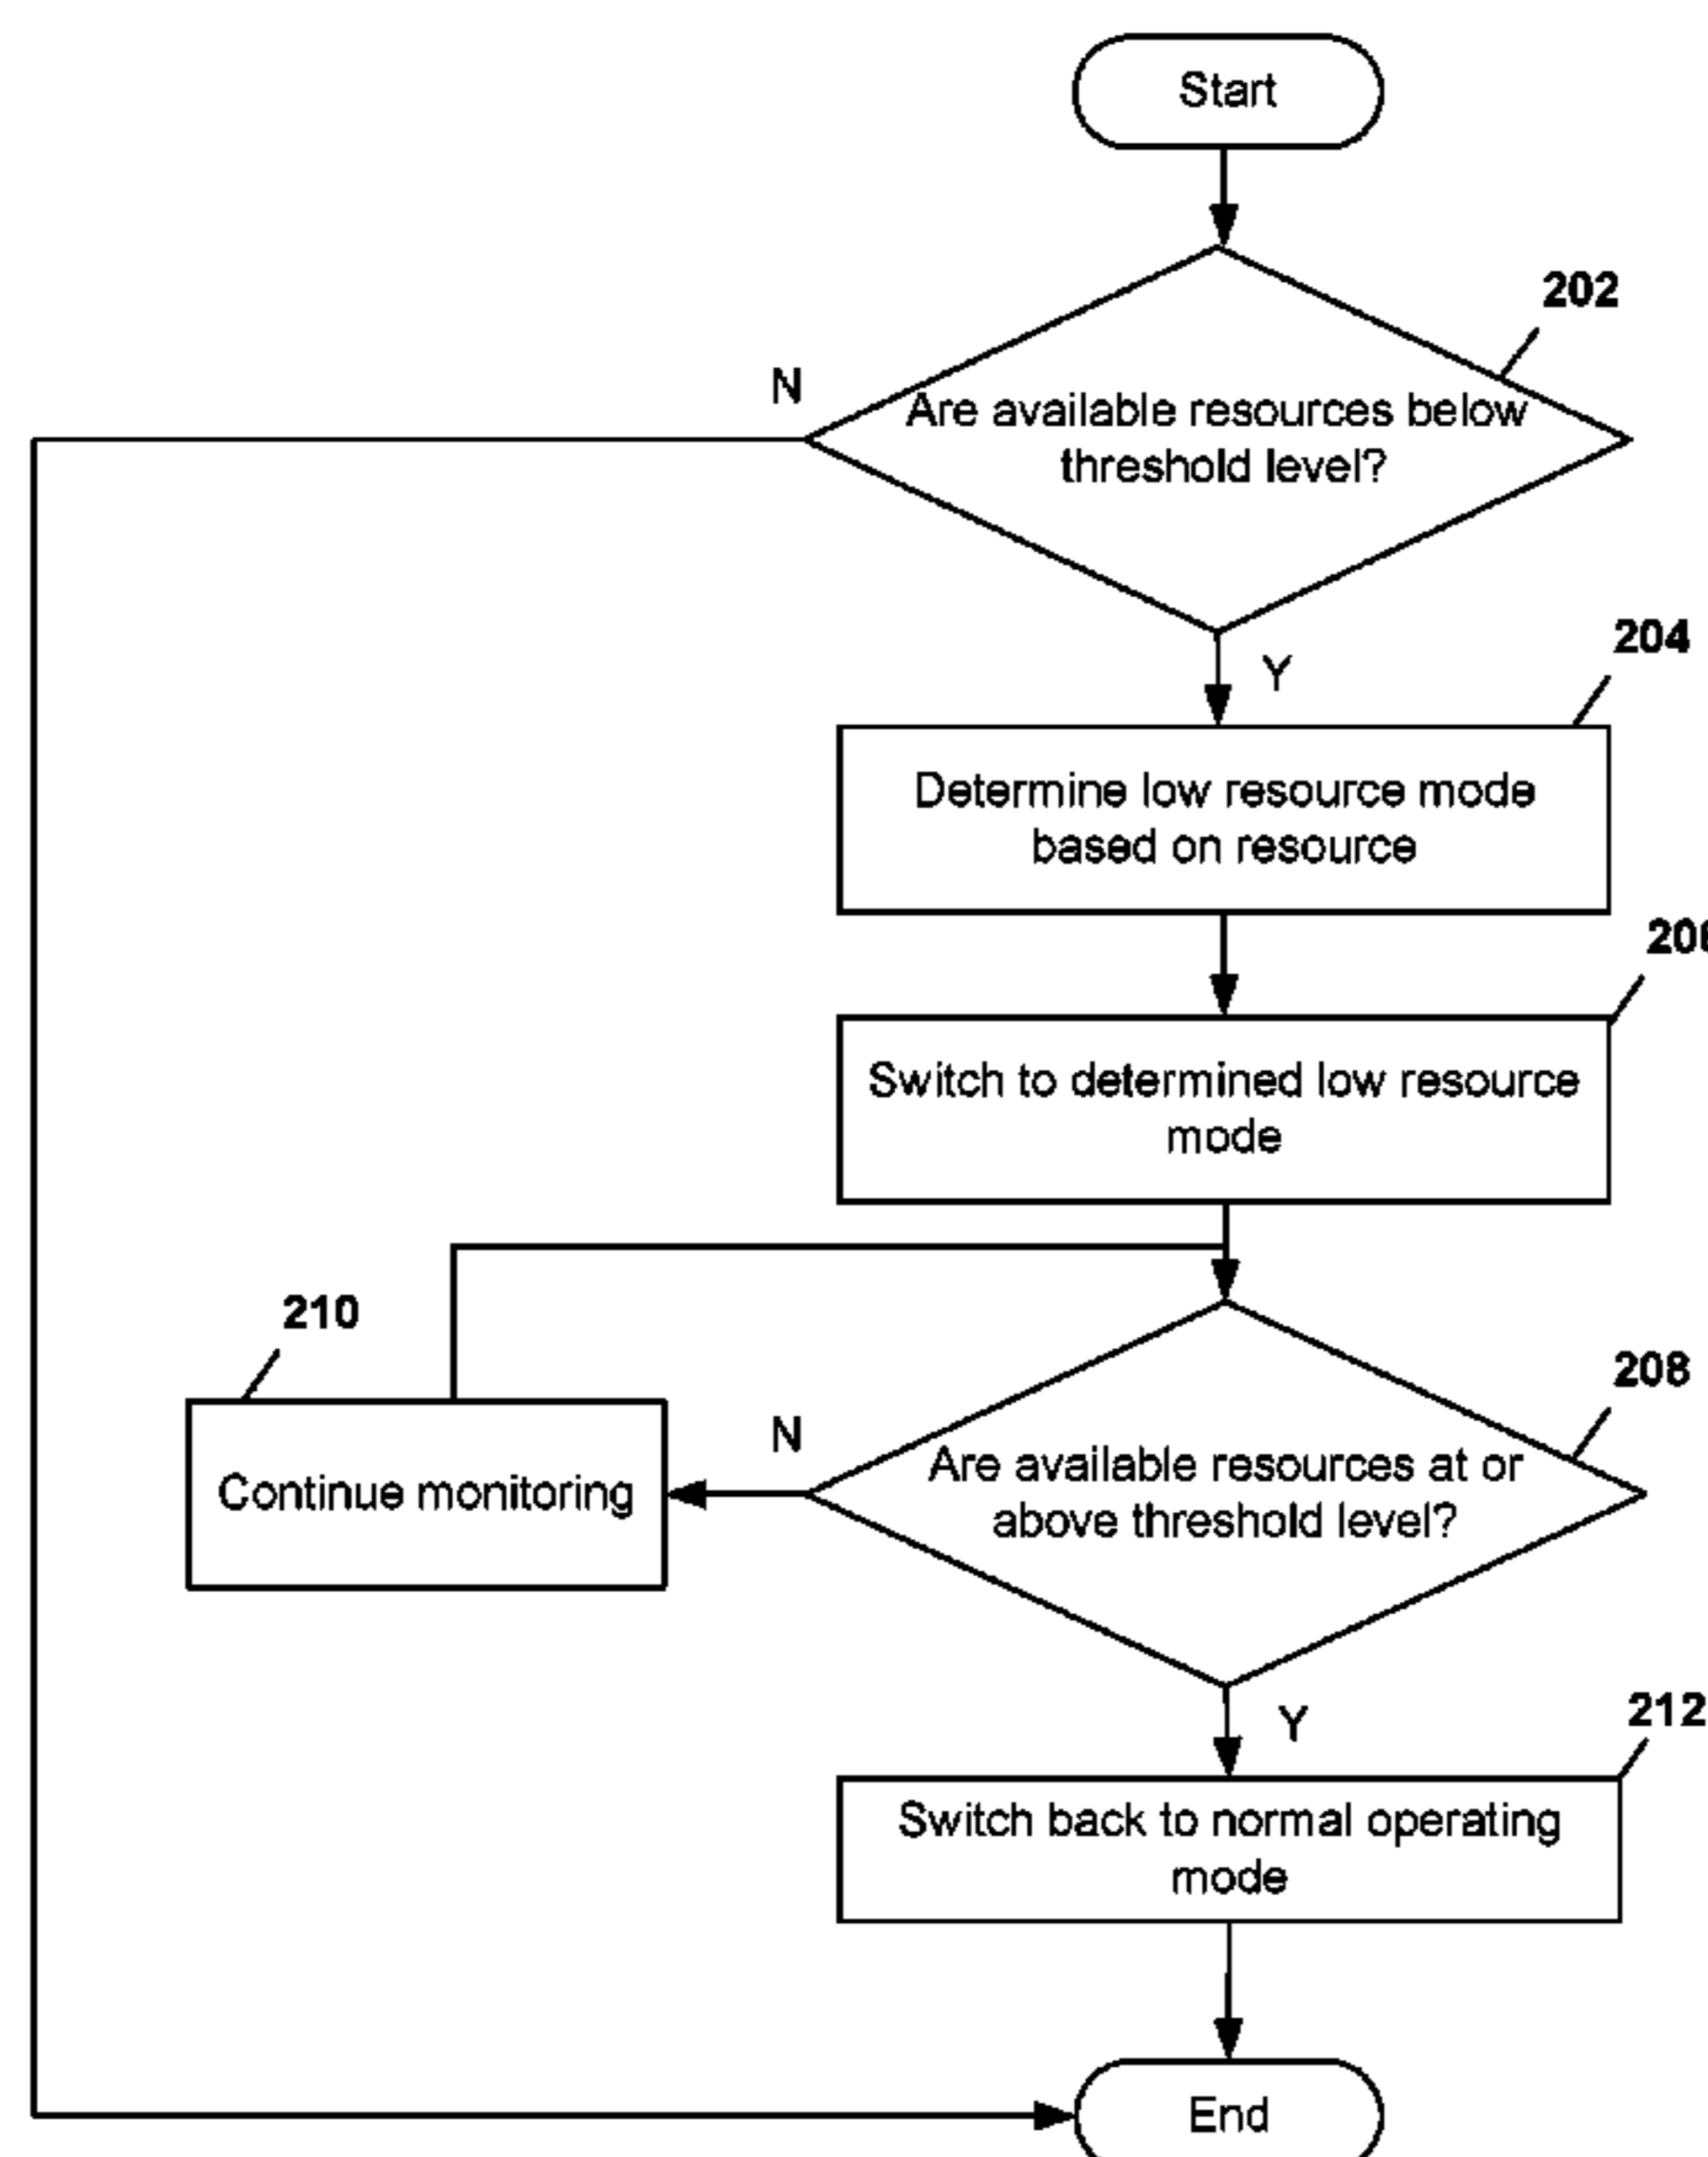 Start
202
N
Are available resources below
threshold level?
204
Y
Determine low resource mode
based on resource
Switch to determined low resource
mode
210
208
N
Are available resources at or
above threshold level?
Continue monitoring
212
Y
Switch back to normal operating
mode
End